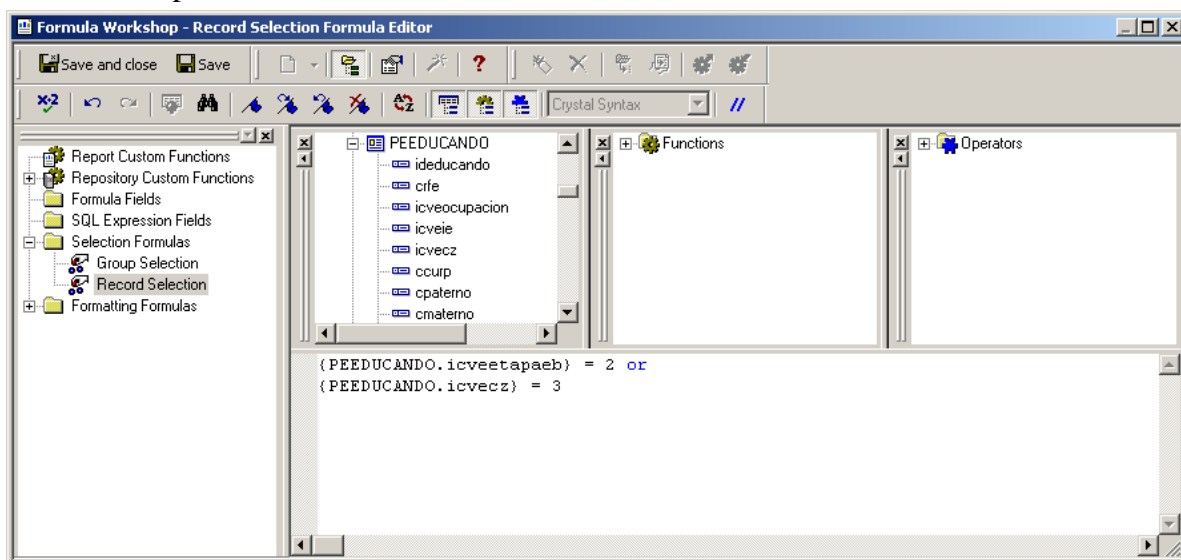 Formula Workshop - Record Selection Formula Editor
Save and close Save
x+2 Crystal Syntax //
Report Custom Functions
Repository Custom Functions
Formula Fields
SQL Expression Fields
Selection Formulas
Group Selection
Record Selection
Formatting Formulas
PEEDUCANDO
ideducando
crfe
icveocupacion
icveie
icvecz
ccurp
cpaterno
cmaterno
Functions
Operators
{PEEDUCANDO.icveetapaeb} = 2 or
{PEEDUCANDO.icvecz} = 3